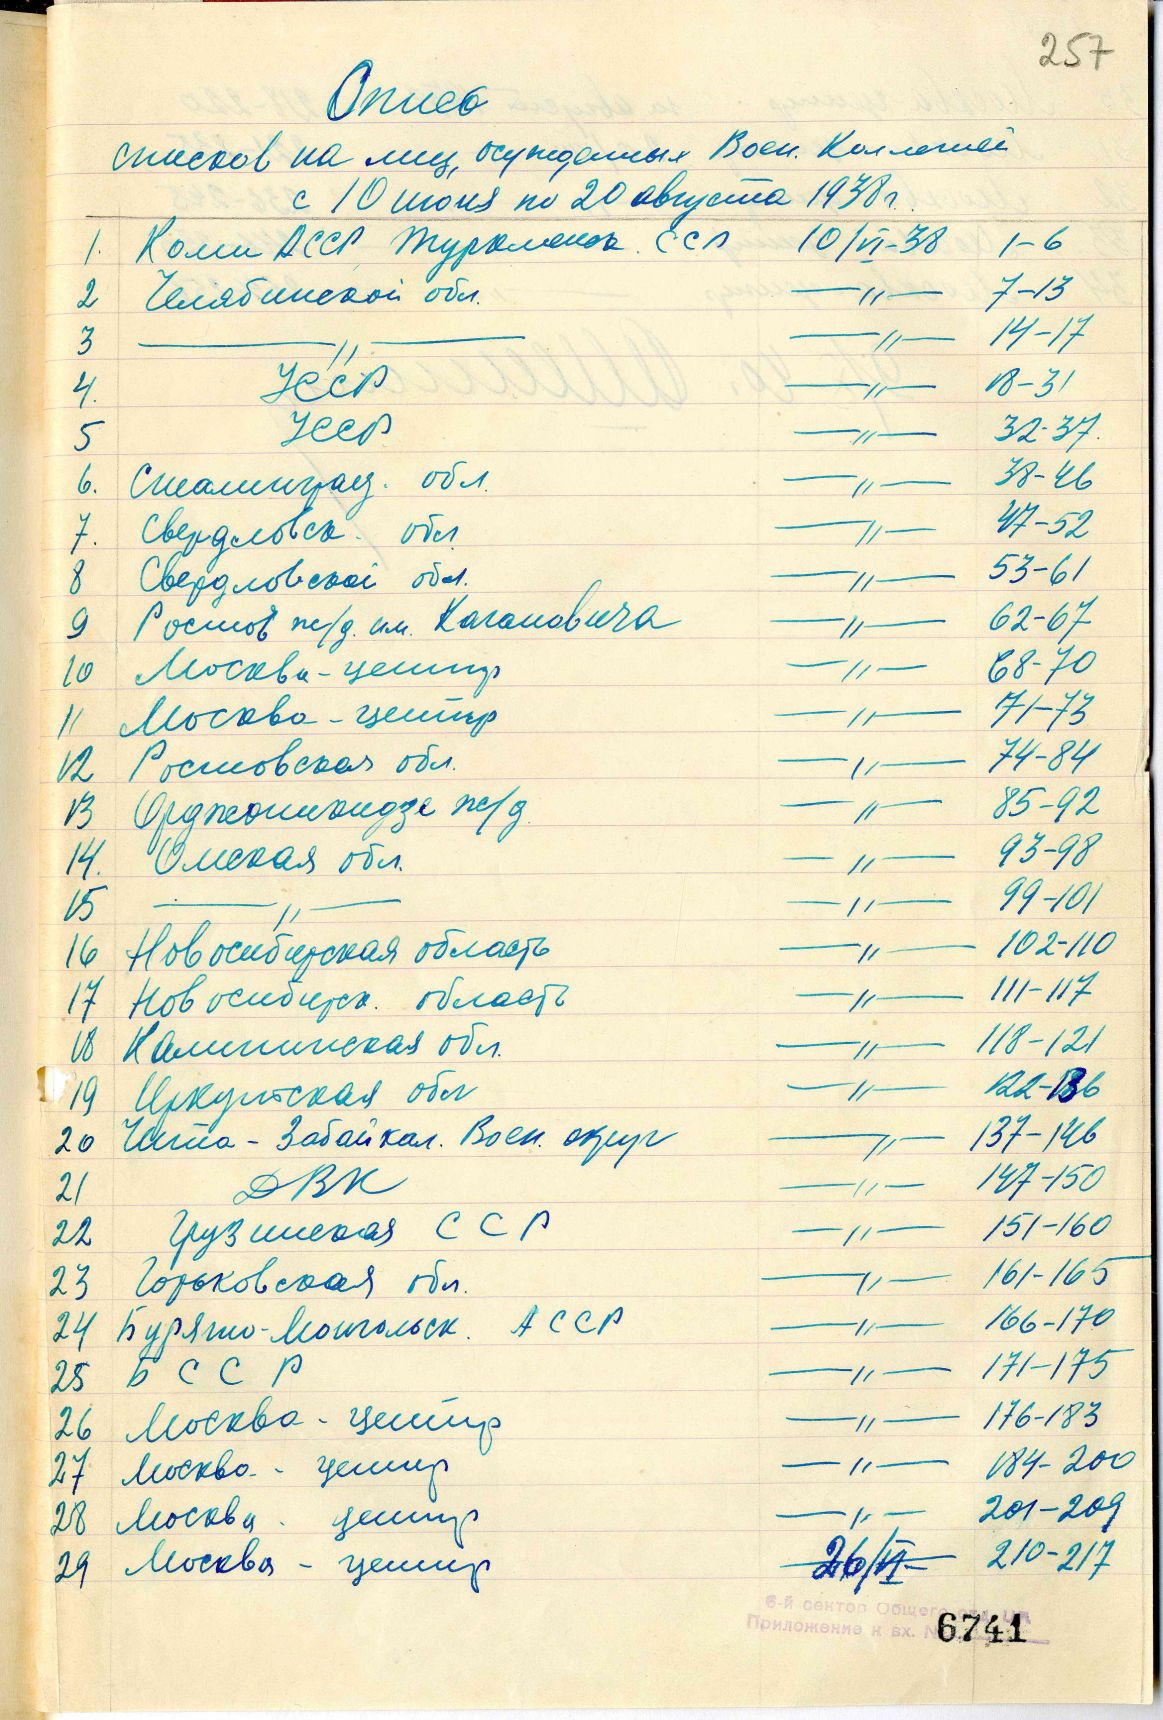 257
Опись
списков на лиц, осужденных Воен. Коллегией
с 10 июня по 20 августа 1938 г.
1. Коми АССР, Туркменск. ССР 10/VI-38 1-6
2 Челябинской обл. —〃— 7-13
3 —〃— —〃— 14-17
4. УССР —〃— 18-31
5 УССР —〃— 32-37.
6. Сталинград. обл. —〃— 38-46
7. Свердловск. обл —〃— 47-52
8 Свердловской обл. —〃— 53-61
9 Ростов ж/д. им. Кагановича —〃— 62-67
10 Москва-центр —〃— 68-70
11 Москва-центр —〃— 71-73
12 Ростовская обл. —〃— 74-84
13 Орджоникидзе ж/д. 〃— 85-92
14. Омская обл. —〃— 93-98
15 —〃— —〃— 99-101
16 Новосибирская область —〃— 102-110
17 Новосибирск. область —〃— 111-117
18 Калининская обл. —〃— 118-121
19 Иркутская обл —〃— 122-136
20 Чита - Забайкал. Воен. округ —〃— 137-146
21 ДВК —〃— 147-150
22 Грузинская ССР —〃— 151-160
23 Горьковская обл. —〃— 161-165
24 Бурято-Монгольск. АССР —〃— 166-170
25 БССР —〃— 171-175
26 Москва - центр —〃— 176-183
27 Москва - центр —〃— 184-200
28 Москва - центр —〃— 201-209
29 Москва - центр 26/VI- 210-217
6-й сектор Общего отд. ЦК
Приложение к вх. №
6741